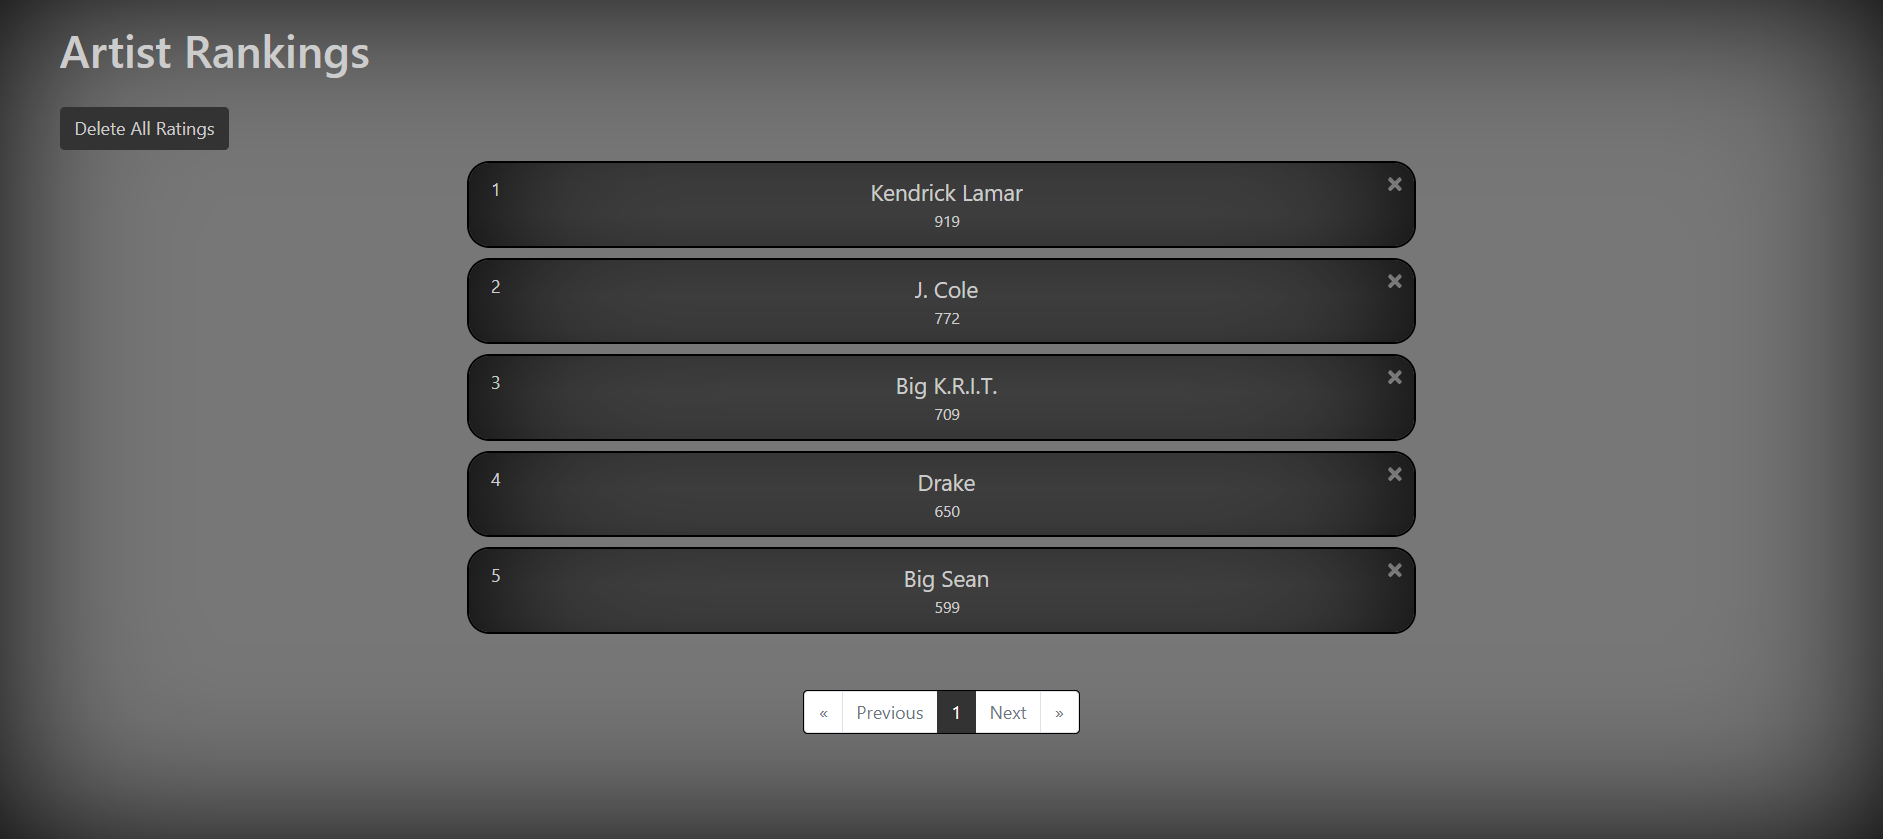 Artist Rankings
Delete All Ratings
1
Kendrick Lamar
919
2
J. Cole
772
3
Big K.R.I.T.
709
4
Drake
650
5
Big Sean
599
« Previous 1 Next »